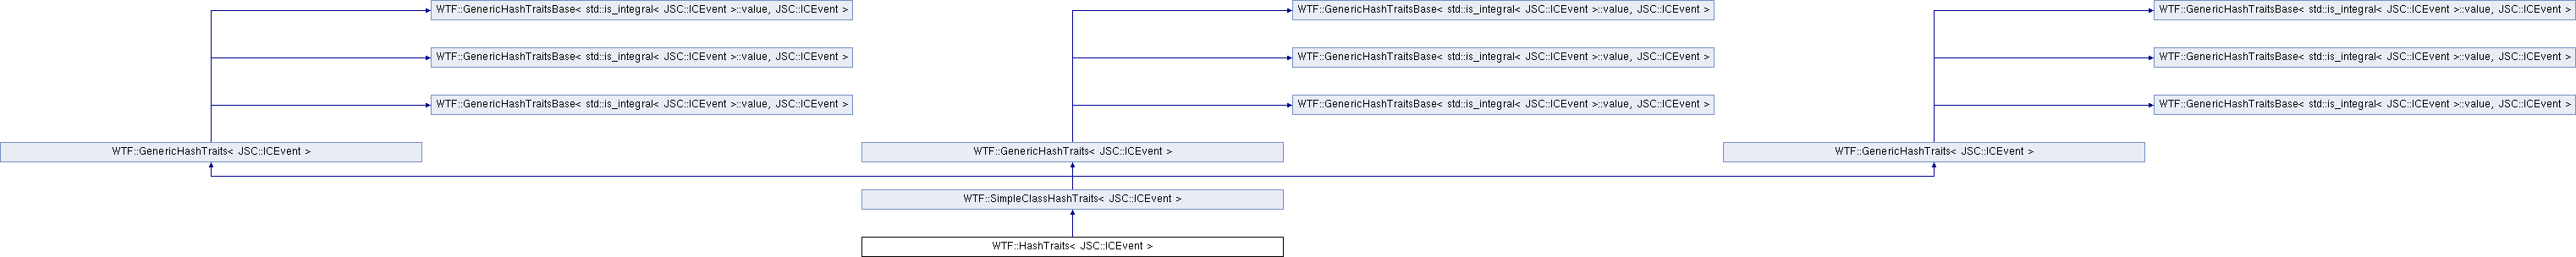 WTF::GenericHashTraitsBase< std::is_integral< JSC::ICEvent >::value, JSC::ICEvent >
WTF::GenericHashTraitsBase< std::is_integral< JSC::ICEvent >::value, JSC::ICEvent >
WTF::GenericHashTraitsBase< std::is_integral< JSC::ICEvent >::value, JSC::ICEvent >
WTF::GenericHashTraitsBase< std::is_integral< JSC::ICEvent >::value, JSC::ICEvent >
WTF::GenericHashTraitsBase< std::is_integral< JSC::ICEvent >::value, JSC::ICEvent >
WTF::GenericHashTraitsBase< std::is_integral< JSC::ICEvent >::value, JSC::ICEvent >
WTF::GenericHashTraitsBase< std::is_integral< JSC::ICEvent >::value, JSC::ICEvent >
WTF::GenericHashTraitsBase< std::is_integral< JSC::ICEvent >::value, JSC::ICEvent >
WTF::GenericHashTraitsBase< std::is_integral< JSC::ICEvent >::value, JSC::ICEvent >
WTF::GenericHashTraits< JSC::ICEvent >
WTF::GenericHashTraits< JSC::ICEvent >
WTF::GenericHashTraits< JSC::ICEvent >
WTF::SimpleClassHashTraits< JSC::ICEvent >
WTF::HashTraits< JSC::ICEvent >